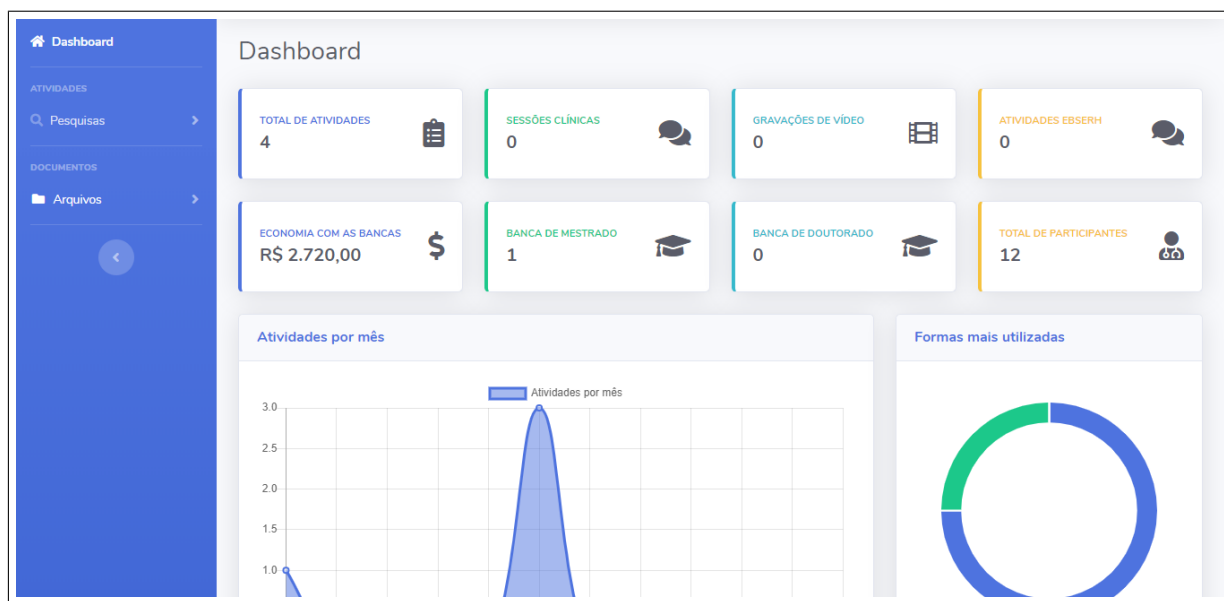 Dashboard
ATIVIDADES
Pesquisas
DOCUMENTOS
Arquivos
Dashboard
TOTAL DE ATIVIDADES
4
SESSÕES CLÍNICAS
0
GRAVAÇÕES DE VÍDEO
0
ATIVIDADES EBSERH
0
ECONOMIA COM AS BANCAS
R$ 2.720,00
BANCA DE MESTRADO
1
BANCA DE DOUTORADO
0
TOTAL DE PARTICIPANTES
12
Atividades por mês
Atividades por mês
3.0
2.5
2.0
1.5
1.0
Formas mais utilizadas